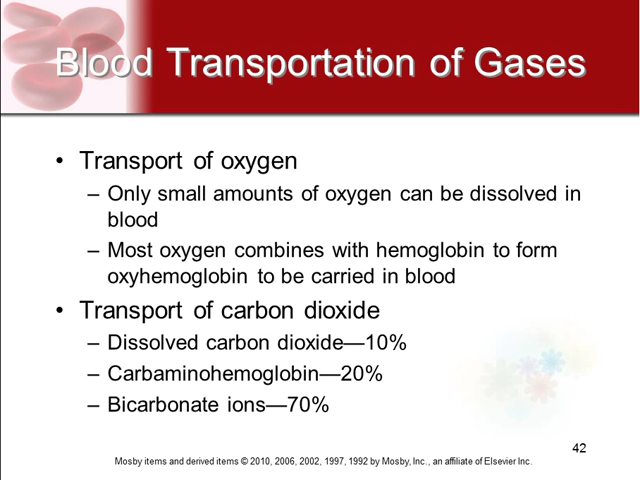 Blood Transportation of Gases
• Transport of oxygen
– Only small amounts of oxygen can be dissolved in
blood
– Most oxygen combines with hemoglobin to form
oxyhemoglobin to be carried in blood
• Transport of carbon dioxide
– Dissolved carbon dioxide—10%
– Carbaminohemoglobin—20%
– Bicarbonate ions—70%
42
Mosby items and derived items © 2010, 2006, 2002, 1997, 1992 by Mosby, Inc., an affiliate of Elsevier Inc.